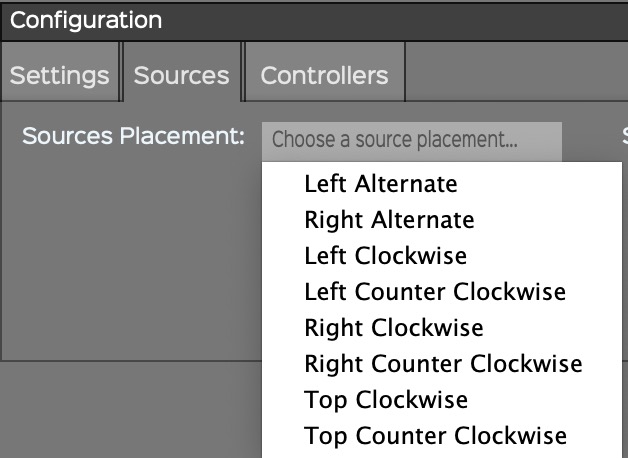 Configuration
Settings Sources Controllers
Sources Placement: Choose a source placement...
Left Alternate
Right Alternate
Left Clockwise
Left Counter Clockwise
Right Clockwise
Right Counter Clockwise
Top Clockwise
Top Counter Clockwise